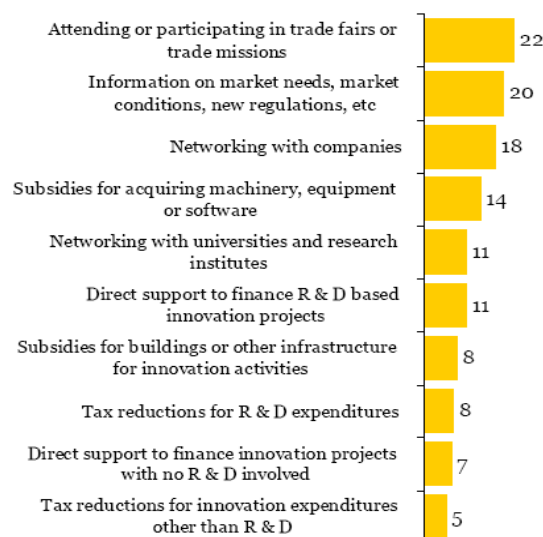 Attending or participating in trade fairs or
trade missions
22
Information on market needs, market
conditions, new regulations, etc
20
Networking with companies
18
Subsidies for acquiring machinery, equipment
or software
14
Networking with universities and research
institutes
11
Direct support to finance R & D based
innovation projects
11
Subsidies for buildings or other infrastructure
for innovation activities
8
Tax reductions for R & D expenditures
8
Direct support to finance innovation projects
with no R & D involved
7
Tax reductions for innovation expenditures
other than R & D
5